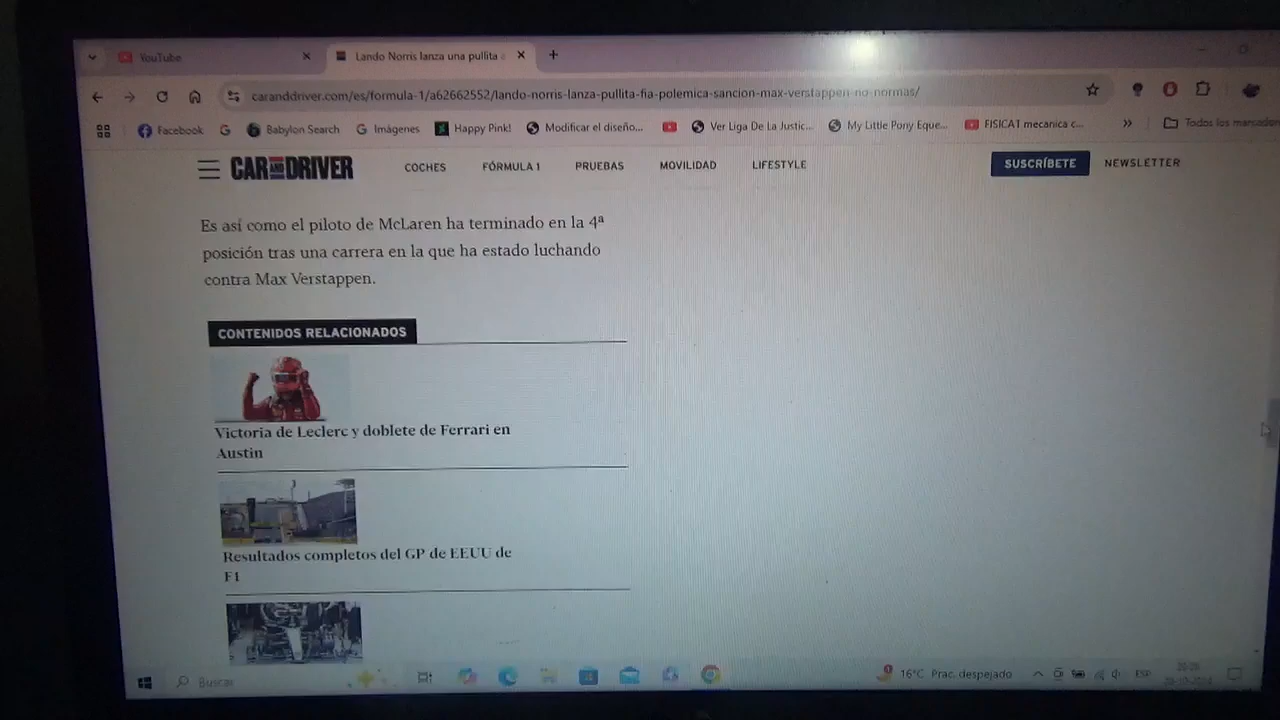 YouTube
Lando Norris lanza una pullita
caranddriver.com/es/formula-1/a62662552/lando-norris-lanza-pullita-fia-polemica-sancion-max-verstappen-no-normas/
Facebook
Babylon Search
Imágenes
Happy Pink!
Modificar el diseño...
Ver Liga De La Justic...
My Little Pony Eque...
FISICAT mecanica c...
»
Todos los marcador
CAR AND DRIVER
COCHES
FÓRMULA 1
PRUEBAS
MOVILIDAD
LIFESTYLE
SUSCRÍBETE
NEWSLETTER
Es así como el piloto de McLaren ha terminado en la 4ª
posición tras una carrera en la que ha estado luchando
contra Max Verstappen.
CONTENIDOS RELACIONADOS
Victoria de Leclerc y doblete de Ferrari en
Austin
Resultados completos del GP de EEUU de
F1
Buscar
16°C Prac. despejado
ESP